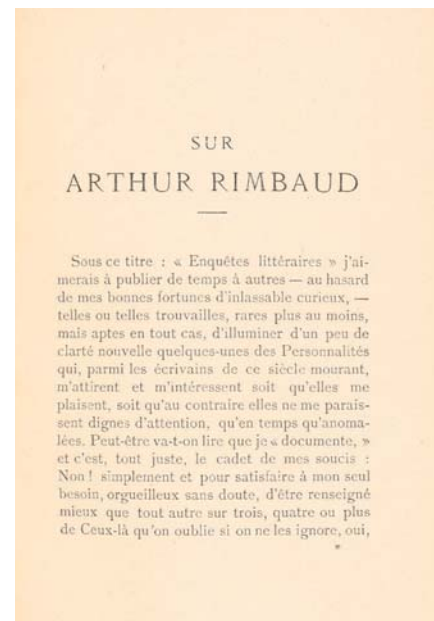 SUR
ARTHUR RIMBAUD
Sous ce titre : « Enquêtes littéraires » j'ai-
merais à publier de temps à autres — au hasard
de mes bonnes fortunes d'inlassable curieux, —
telles ou telles trouvailles, rares plus au moins,
mais aptes en tout cas, d'illuminer d'un peu de
clarté nouvelle quelques-unes des Personnalités
qui, parmi les écrivains de ce siècle mourant,
m'attirent et m'intéressent soit qu'elles me
plaisent, soit qu'au contraire elles ne me parais-
sent dignes d'attention, qu'en temps qu'anoma-
lées. Peut-être va-t-on lire que je « documente, »
et c'est, tout juste, le cadet de mes soucis :
Non ! simplement et pour satisfaire à mon seul
besoin, orgueilleux sans doute, d'être renseigné
mieux que tout autre sur trois, quatre ou plus
de Ceux-là qu'on oublie si on ne les ignore, oui,